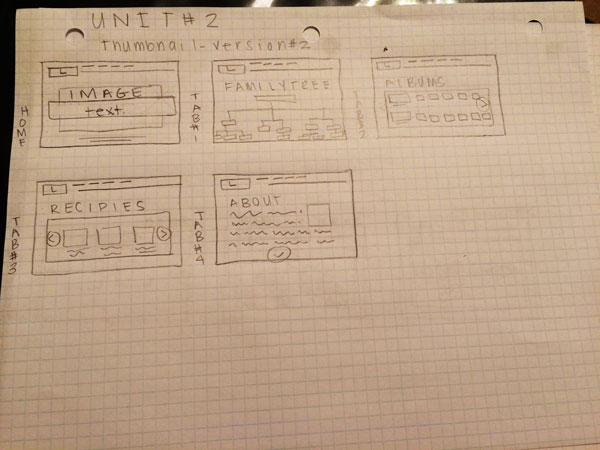 UNIT#2
thumbnail-version#2
HOME
L
IMAGE
text.
TAB#1
L
FAMILYTREE
TAB#2
L
ALBUMS
TAB#3
L
RECIPIES
TAB#4
L
ABOUT